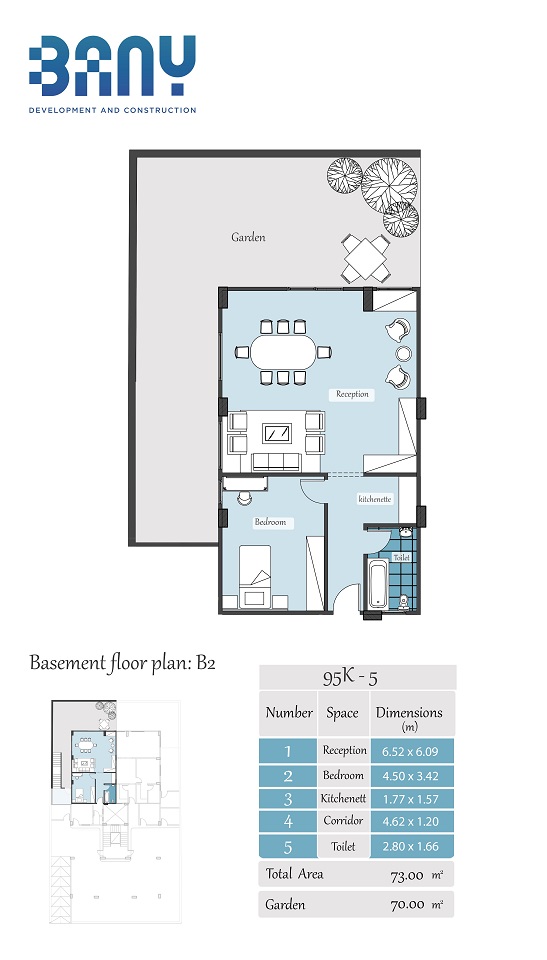 BANY
DEVELOPMENT AND CONSTRUCTION
Garden
Reception
kitchenette
Bedroom
Toilet
Basement floor plan: B2
95K - 5
Number Space Dimensions
(m)
1 Reception 6.52 x 6.09
2 Bedroom 4.50 x 3.42
3 Kitchenett 1.77 x 1.57
4 Corridor 4.62 x 1.20
5 Toilet 2.80 x 1.66
Total Area 73.00 m²
Garden 70.00 m²